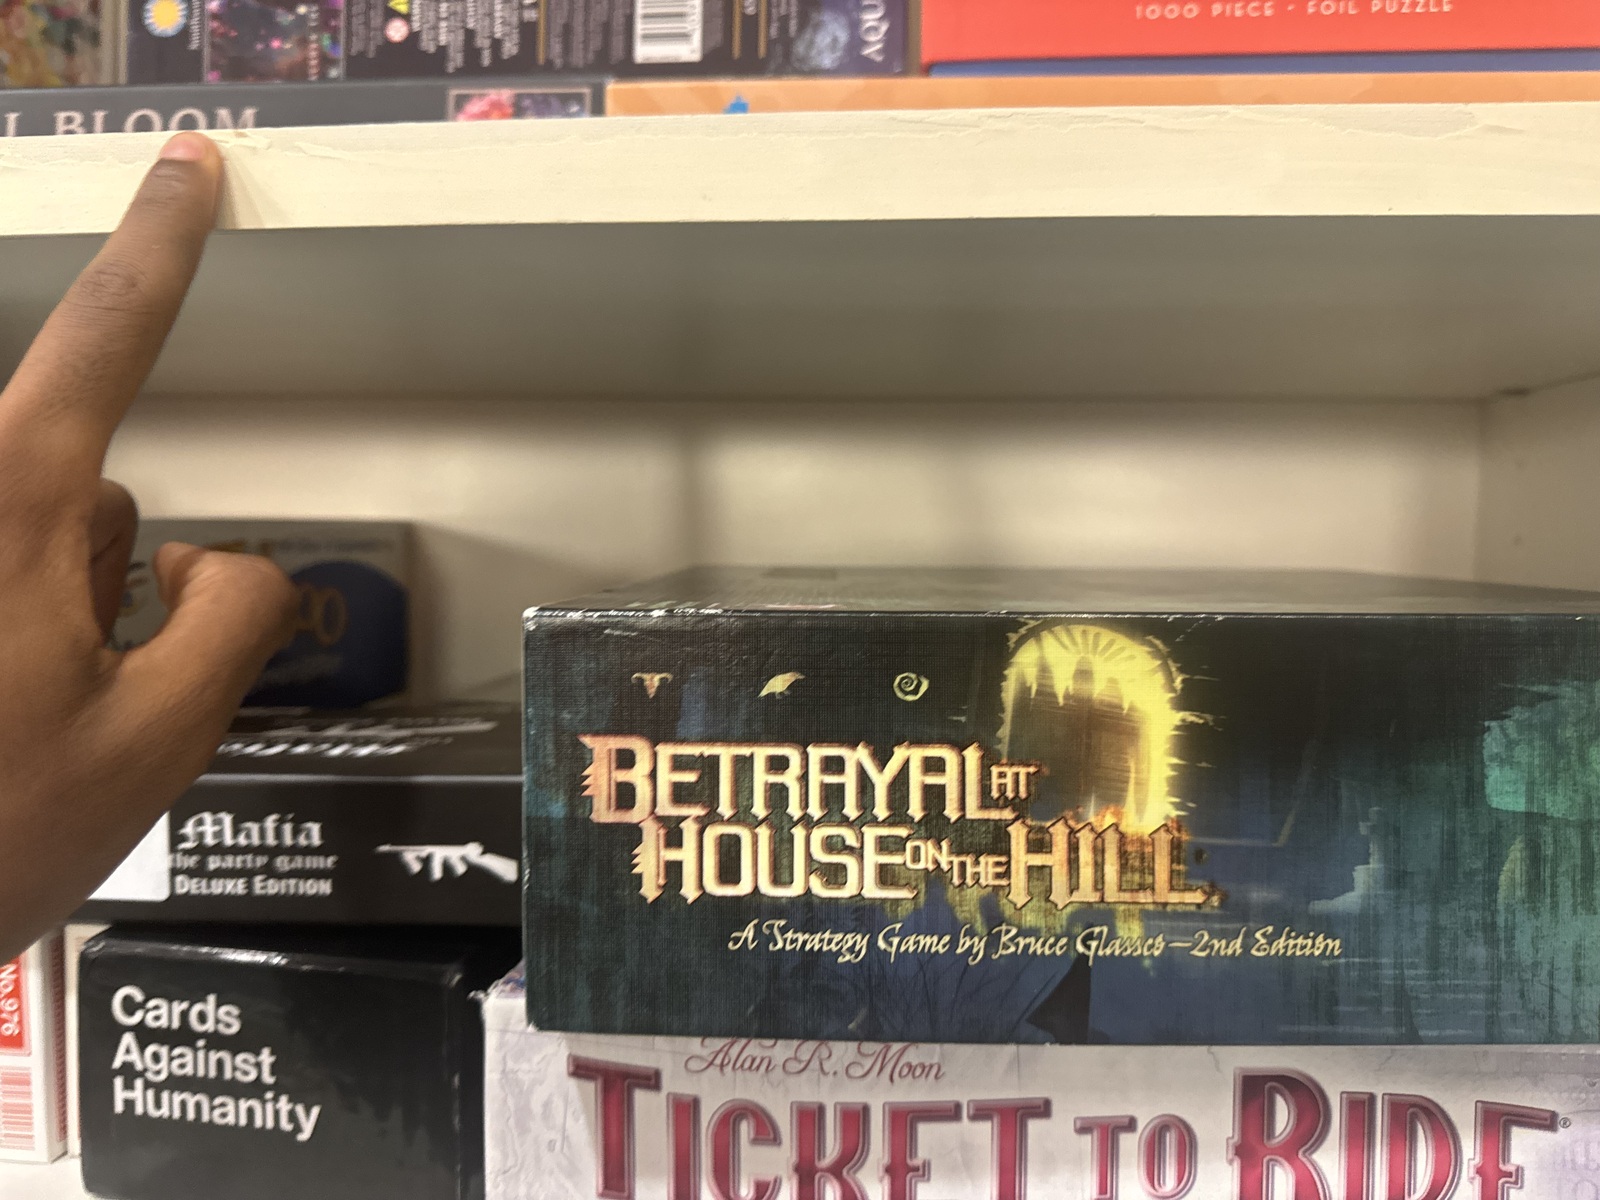 1000 PIECE · FOIL PUZZLE
BLOOM
Mafia
the party game
DELUXE EDITION
Cards
Against
Humanity
No.976
BETRAYAL AT
HOUSE ON THE HILL
A Strategy Game by Bruce Glassco—2nd Edition
Alan R. Moon
TICKET TO RIDE®